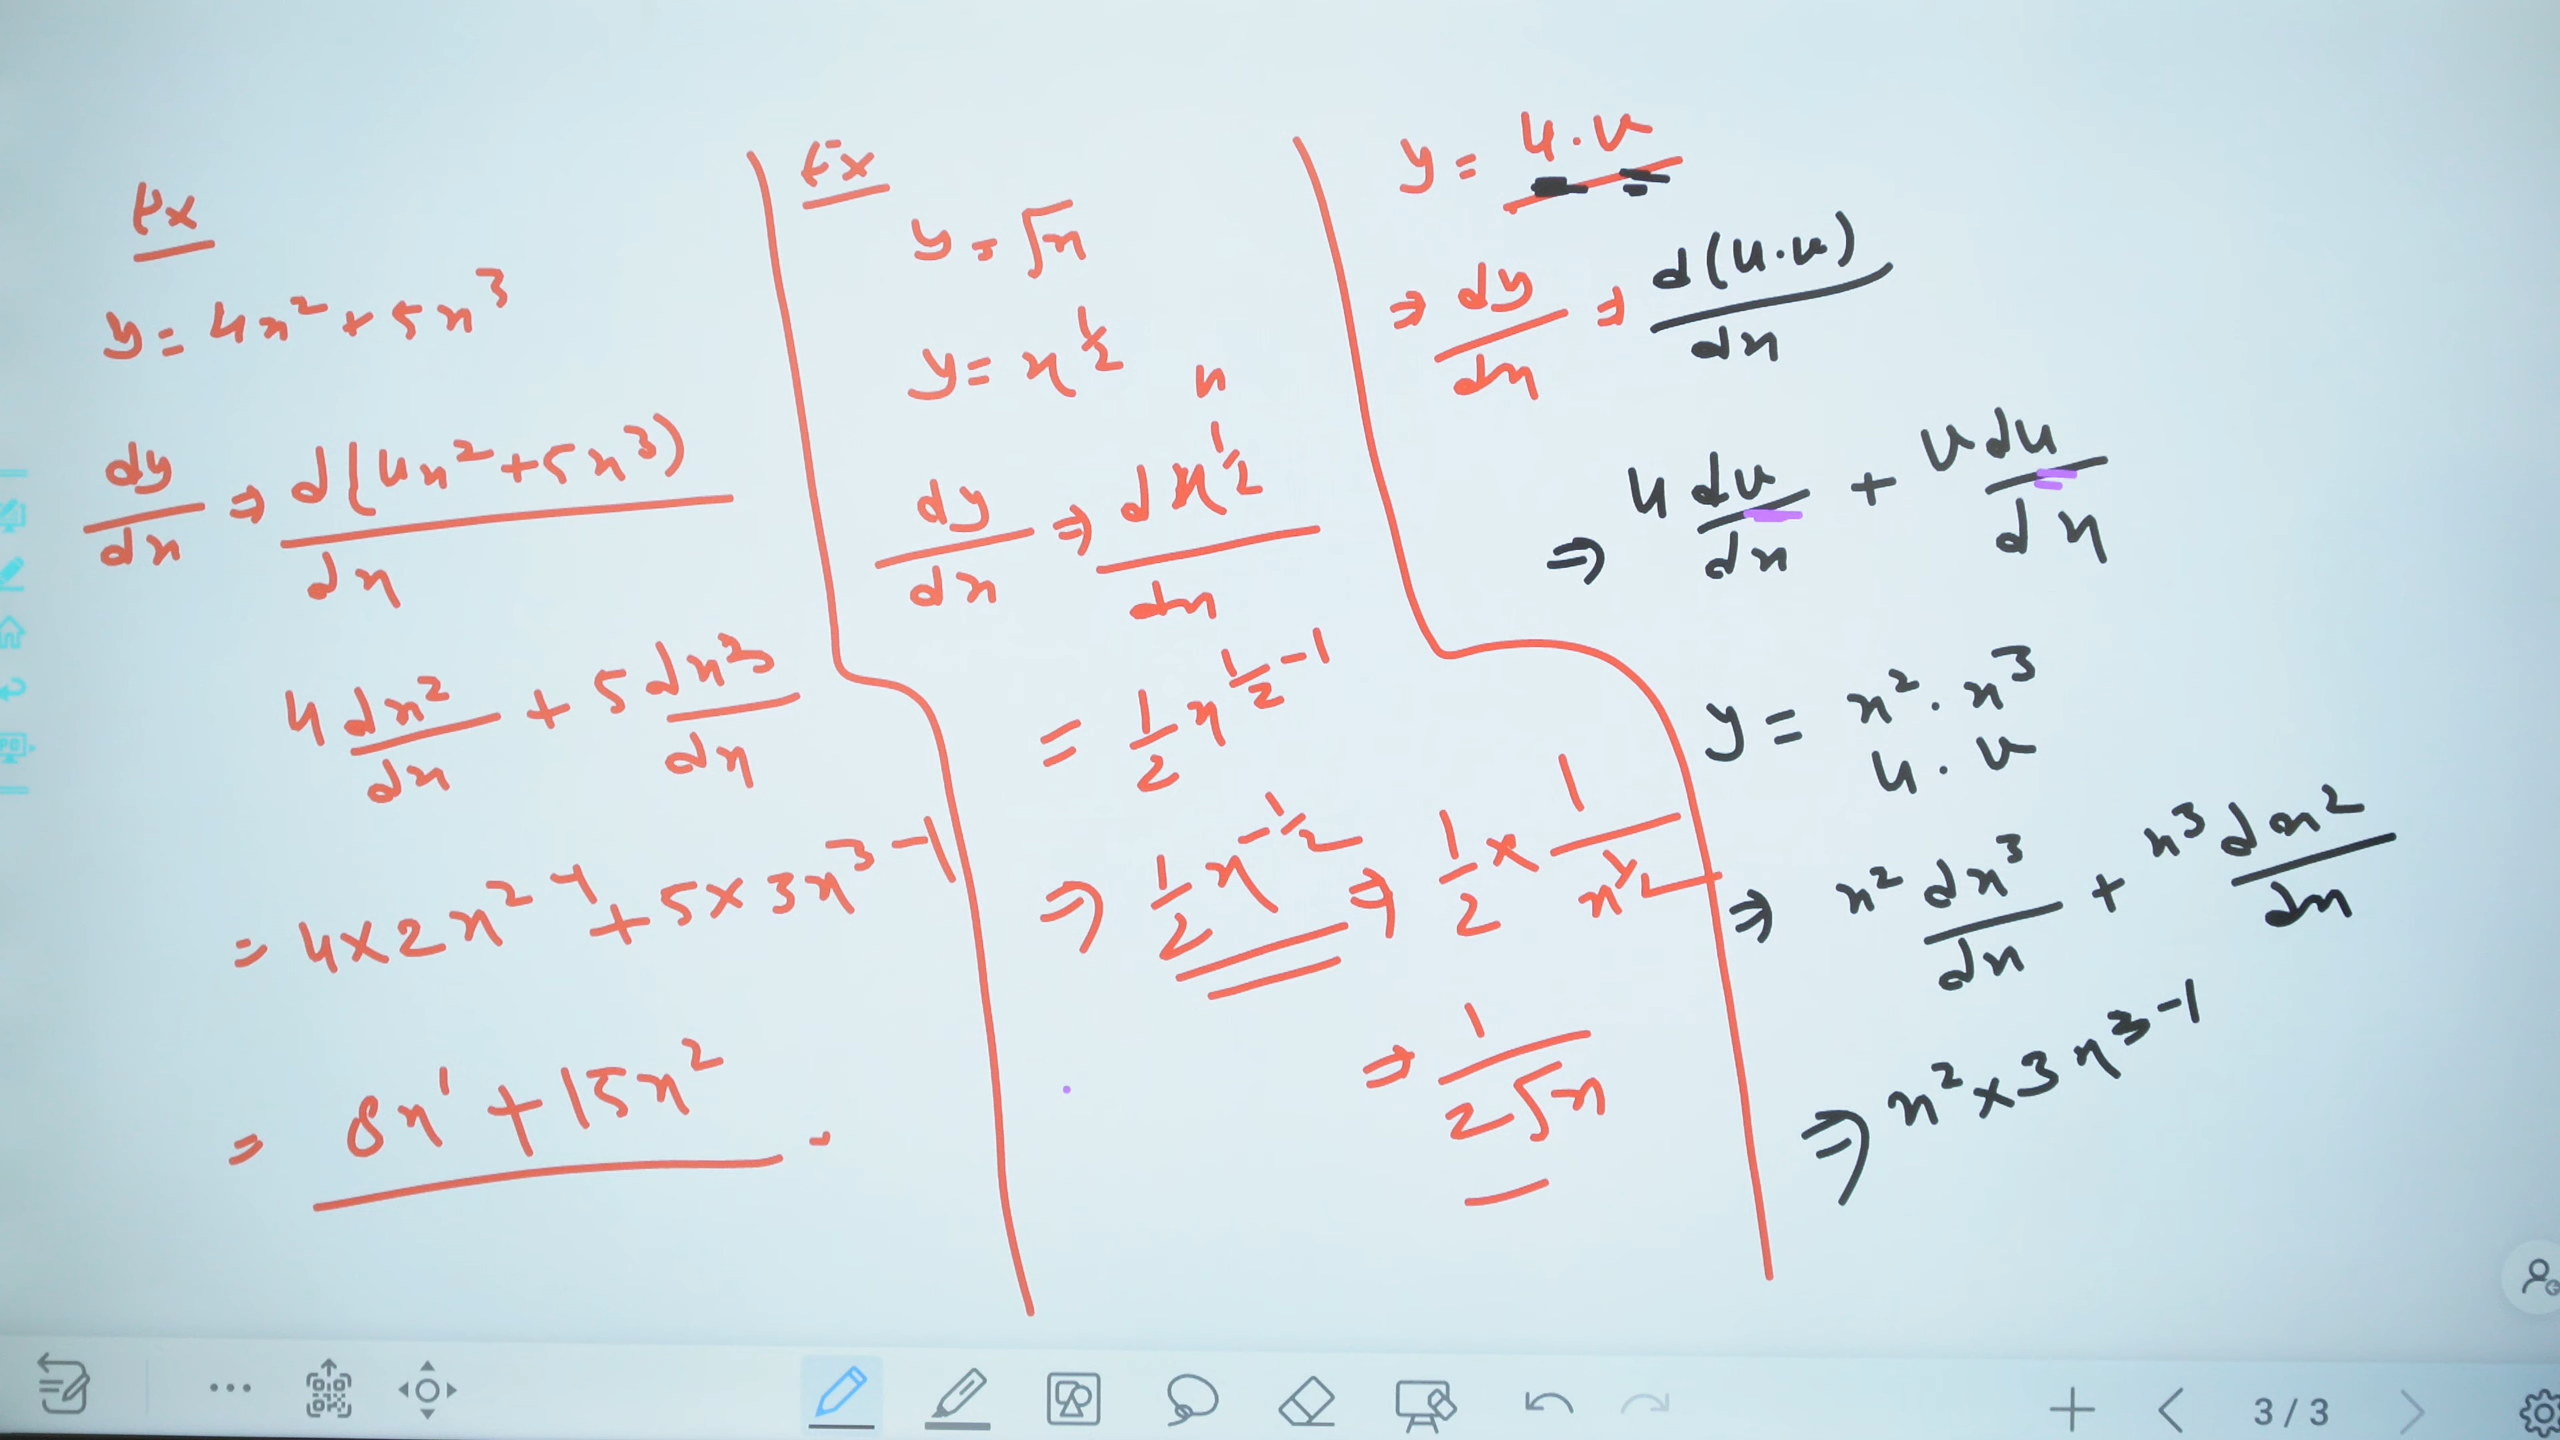 Ex
y = 4x² + 5x³
dy/dx ⇒ d(4x² + 5x³)/dx
4 dx²/dx + 5 dx³/dx
= 4×2x²⁻¹ + 5×3x³⁻¹
= 8x¹ + 15x²
Ex
y = √x
y = x^1/2
n
dy/dx ⇒ dx^1/2/dx
= 1/2 x^1/2-1
⇒ 1/2 x^-1/2 ⇒ 1/2 × 1/x^1/2
⇒ 1/2√x
y = u.v
⇒ dy/dx ⇒ d(u.v)/dx
⇒ u dv/dx + v du/dx
y = x² . x³
u . v
⇒ x² dx³/dx + x³ dx²/dx
⇒ x² × 3x³⁻¹
3 / 3